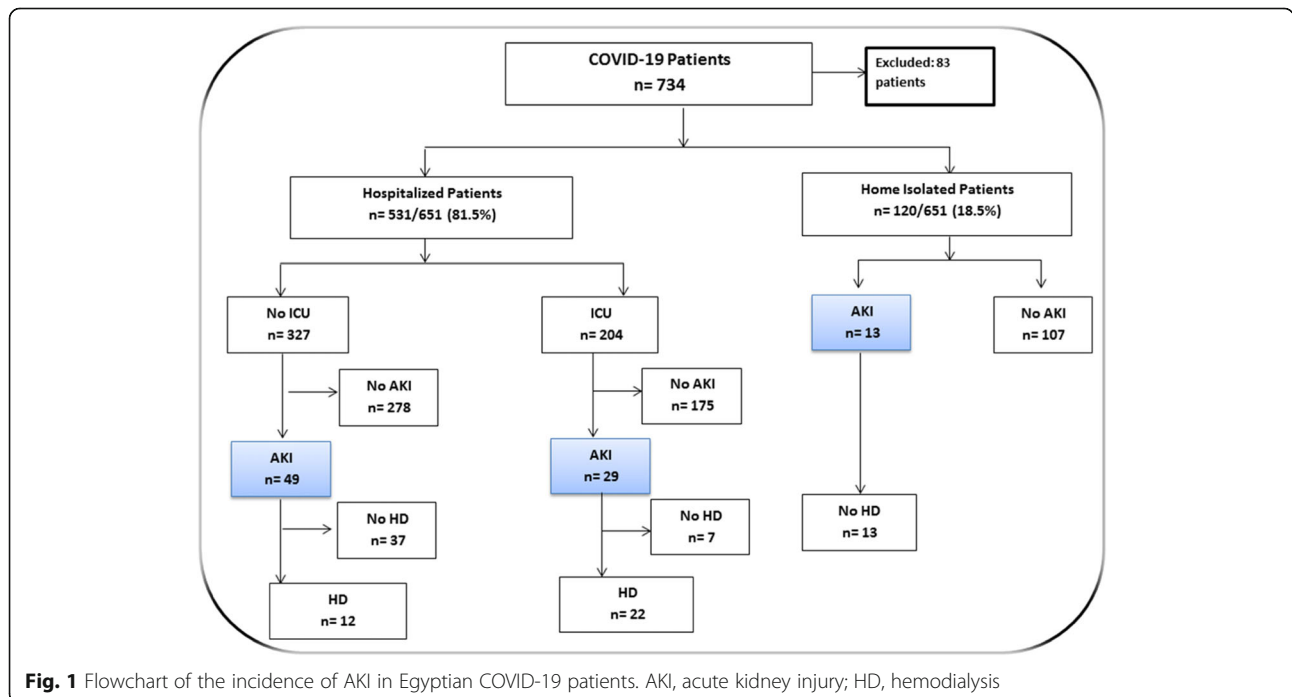 COVID-19 Patients
n= 734
Excluded: 83
patients
Hospitalized Patients
n= 531/651 (81.5%)
Home Isolated Patients
n= 120/651 (18.5%)
No ICU
n= 327
ICU
n= 204
AKI
n= 13
No AKI
n= 107
No AKI
n= 278
No AKI
n= 175
AKI
n= 49
AKI
n= 29
No HD
n= 37
No HD
n= 7
No HD
n= 13
HD
n= 12
HD
n= 22
Fig. 1 Flowchart of the incidence of AKI in Egyptian COVID-19 patients. AKI, acute kidney injury; HD, hemodialysis